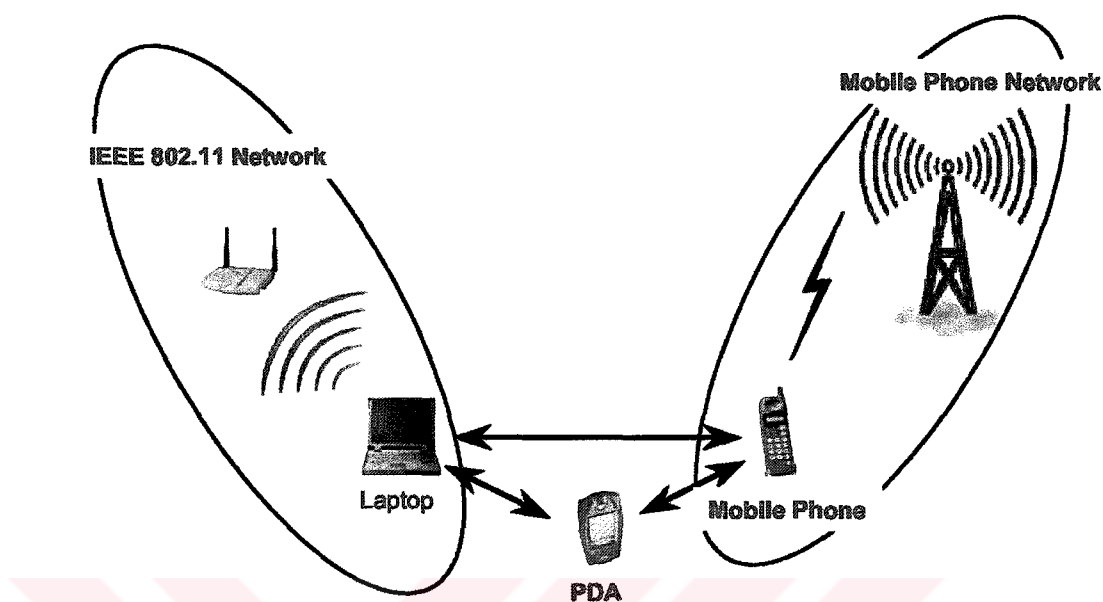 Mobile Phone Network
IEEE 802.11 Network
Laptop
Mobile Phone
PDA